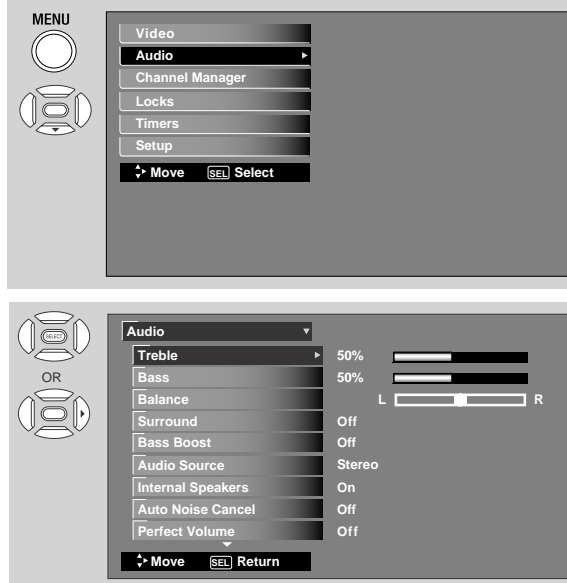 MENU
Video
Audio
Channel Manager
Locks
Timers
Setup
Move SEL Select
SELECT
OR
Audio
Treble 50%
Bass 50%
Balance L R
Surround Off
Bass Boost Off
Audio Source Stereo
Internal Speakers On
Auto Noise Cancel Off
Perfect Volume Off
Move SEL Return